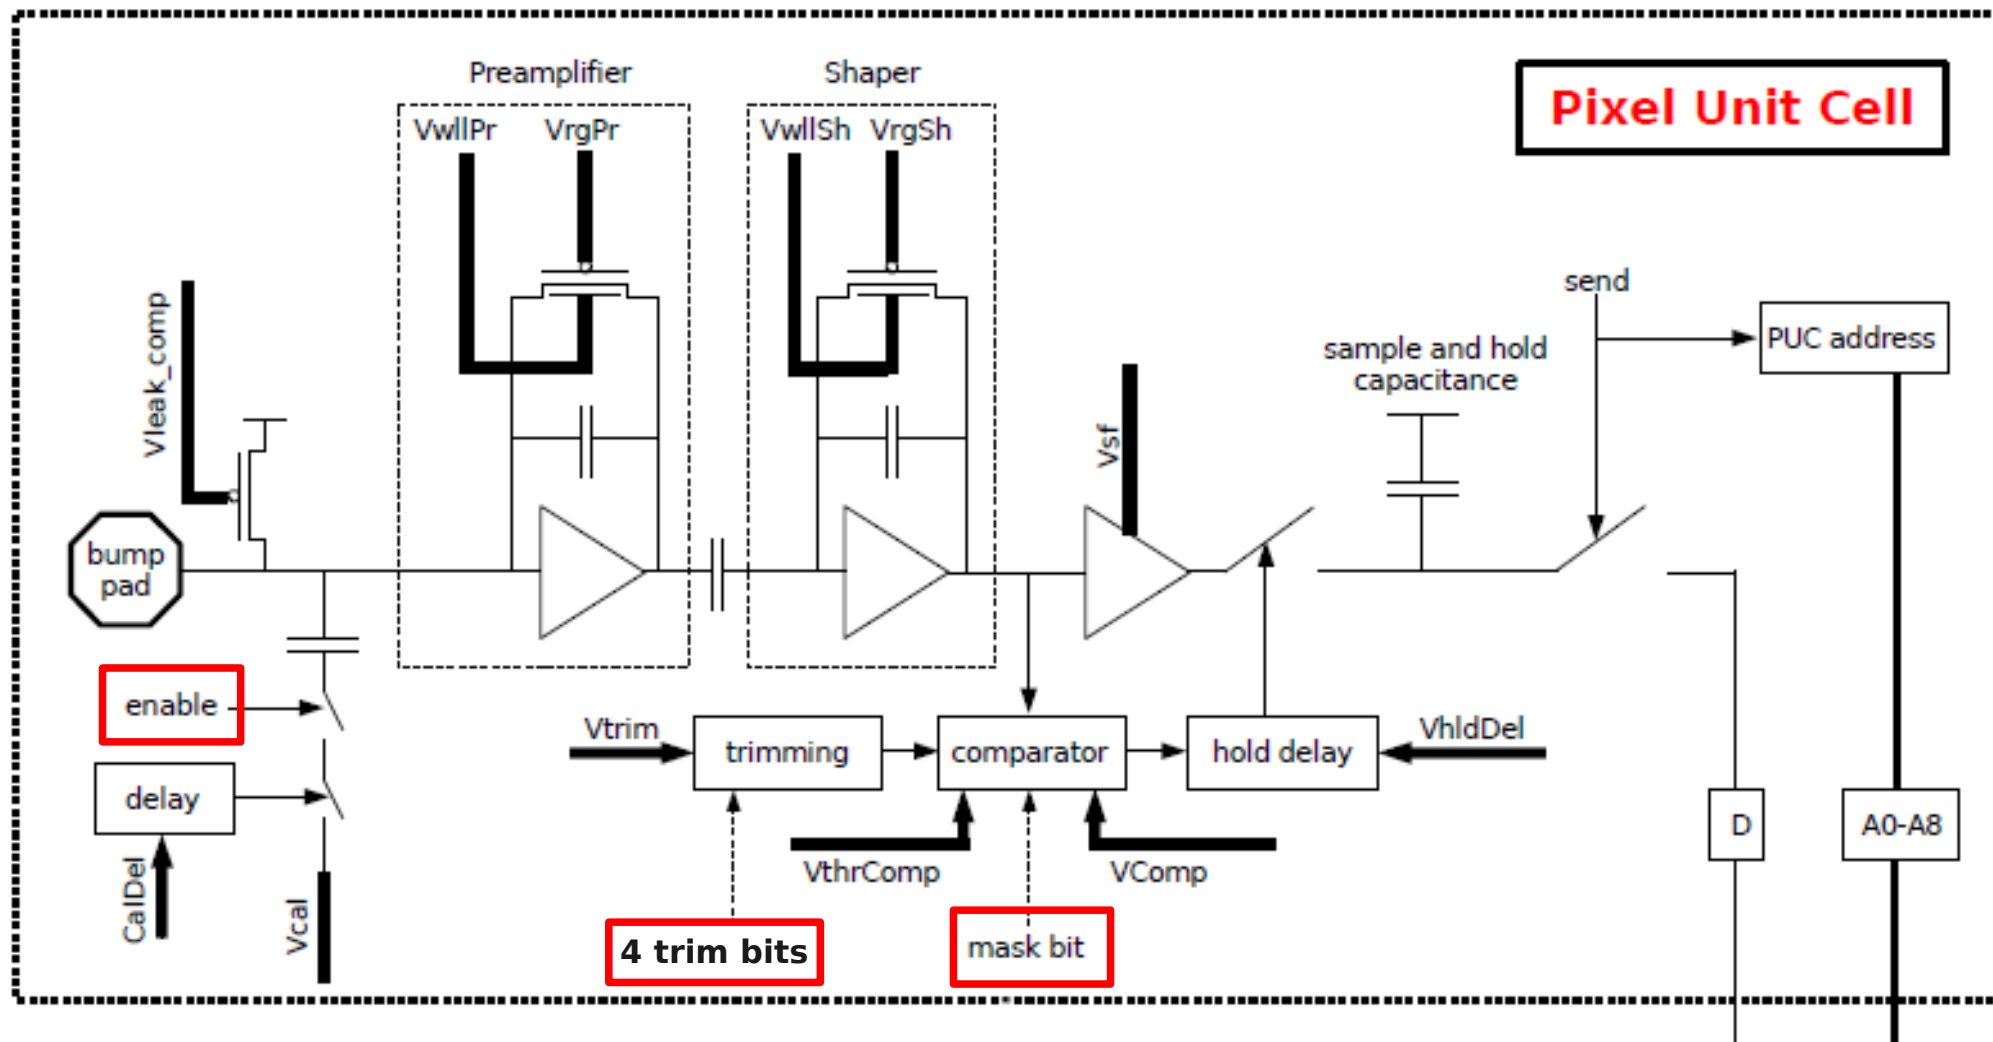 Preamplifier
Shaper
Pixel Unit Cell
VwllPr
VrgPr
VwllSh
VrgSh
Vleak_comp
send
PUC address
sample and hold
capacitance
Vsf
bump
pad
enable
Vtrim
trimming
comparator
hold delay
VhldDel
delay
D
A0-A8
VthrComp
VComp
CalDel
Vcal
4 trim bits
mask bit